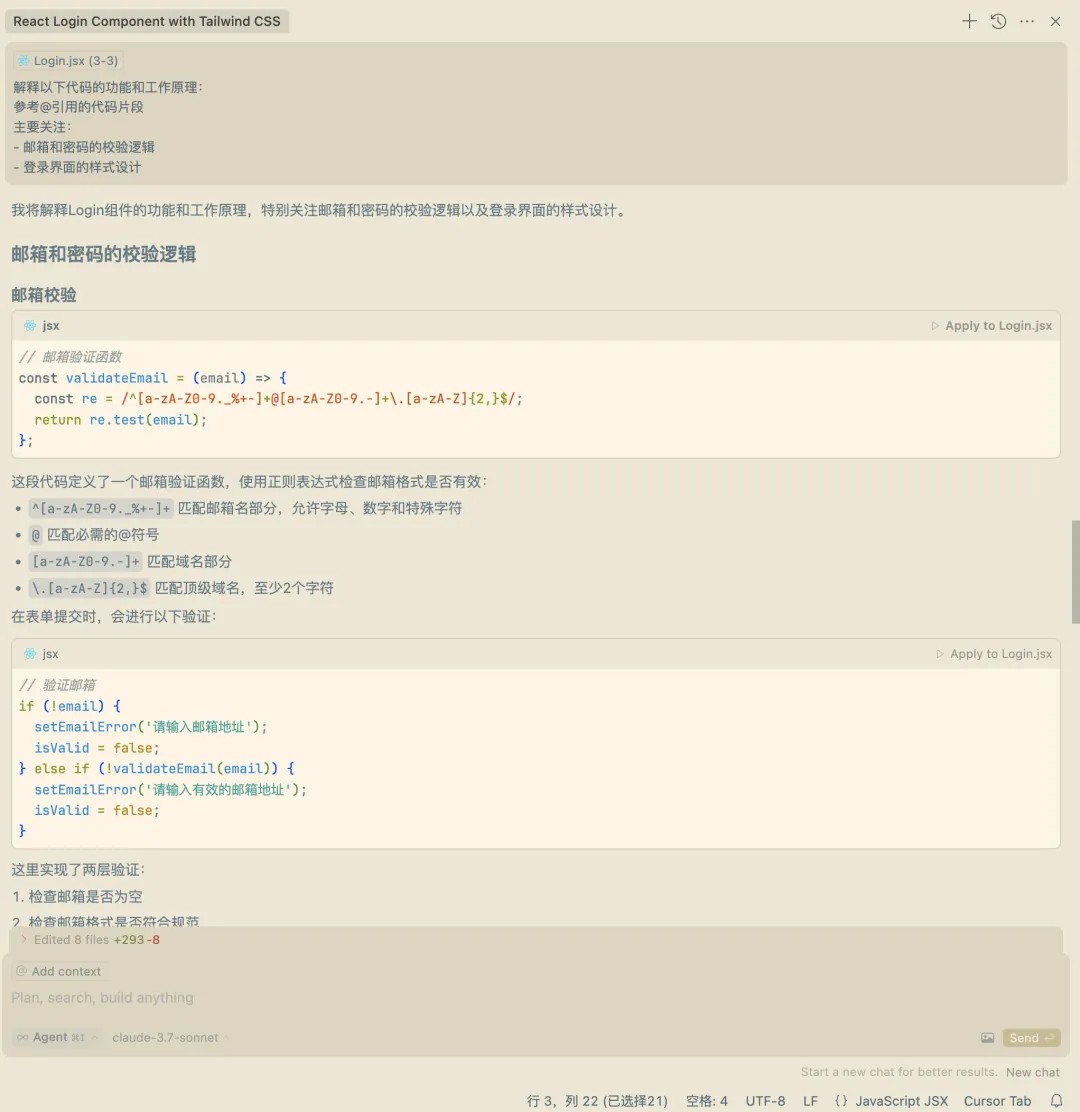 React Login Component with Tailwind CSS
Login.jsx (3-3)
解释以下代码的功能和工作原理：
参考@引用的代码片段
主要关注：
- 邮箱和密码的校验逻辑
- 登录界面的样式设计
我将解释Login组件的功能和工作原理，特别关注邮箱和密码的校验逻辑以及登录界面的样式设计。
邮箱和密码的校验逻辑
邮箱校验
jsx Apply to Login.jsx
// 邮箱验证函数
const validateEmail = (email) => {
  const re = /^[a-zA-Z0-9._%+-]+@[a-zA-Z0-9.-]+\.[a-zA-Z]{2,}$/;
  return re.test(email);
};
这段代码定义了一个邮箱验证函数，使用正则表达式检查邮箱格式是否有效：
• ^[a-zA-Z0-9._%+-]+ 匹配邮箱名部分，允许字母、数字和特殊字符
• @ 匹配必需的@符号
• [a-zA-Z0-9.-]+ 匹配域名部分
• \.[a-zA-Z]{2,}$ 匹配顶级域名，至少2个字符
在表单提交时，会进行以下验证：
jsx Apply to Login.jsx
// 验证邮箱
if (!email) {
  setEmailError('请输入邮箱地址');
  isValid = false;
} else if (!validateEmail(email)) {
  setEmailError('请输入有效的邮箱地址');
  isValid = false;
}
这里实现了两层验证：
1. 检查邮箱是否为空
2. 检查邮箱格式是否符合规范
Edited 8 files +293 -8
@ Add context
Plan, search, build anything
∞ Agent ⌘I claude-3.7-sonnet Send ⏎
Start a new chat for better results. New chat
行 3，列 22 (已选择21) 空格: 4 UTF-8 LF {} JavaScript JSX Cursor Tab